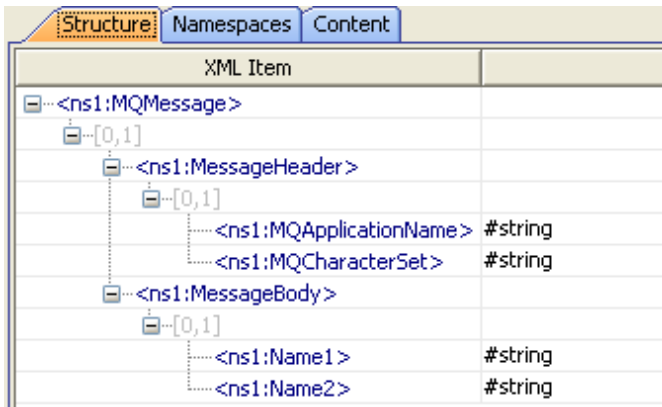 Structure Namespaces Content
XML Item
<ns1:MQMessage>
[0,1]
<ns1:MessageHeader>
[0,1]
<ns1:MQApplicationName> #string
<ns1:MQCharacterSet> #string
<ns1:MessageBody>
[0,1]
<ns1:Name1> #string
<ns1:Name2> #string